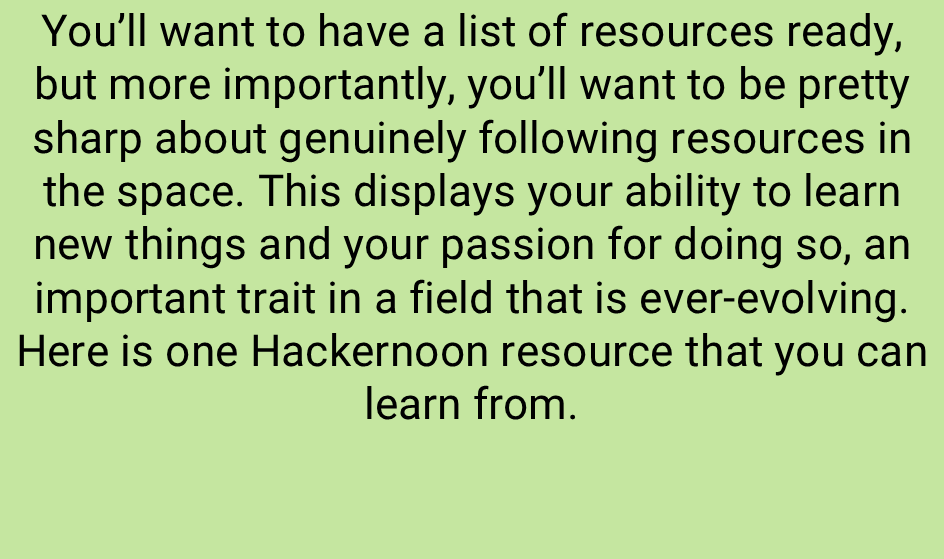 You’ll want to have a list of resources ready,
but more importantly, you’ll want to be pretty
sharp about genuinely following resources in
the space. This displays your ability to learn
new things and your passion for doing so, an
important trait in a field that is ever-evolving.
Here is one Hackernoon resource that you can
learn from.